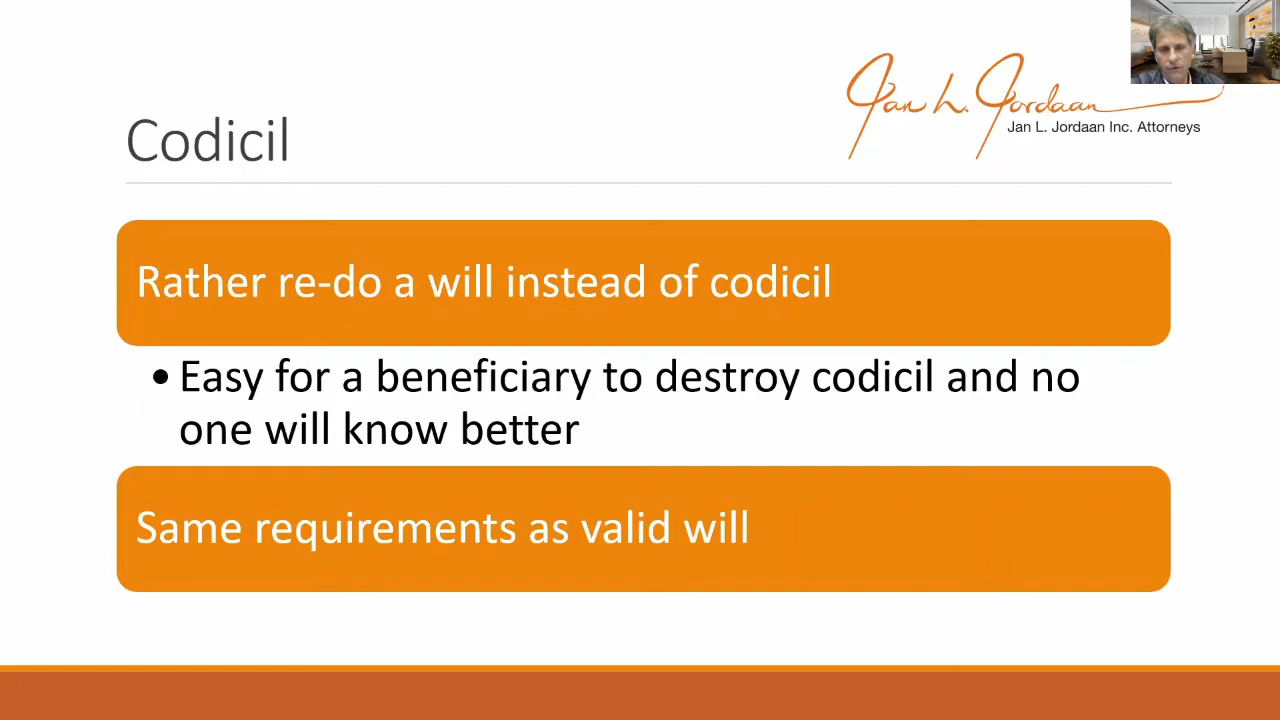 Jan L. Jordaan
Jan L. Jordaan Inc. Attorneys
Codicil
Rather re-do a will instead of codicil
• Easy for a beneficiary to destroy codicil and no
one will know better
Same requirements as valid will